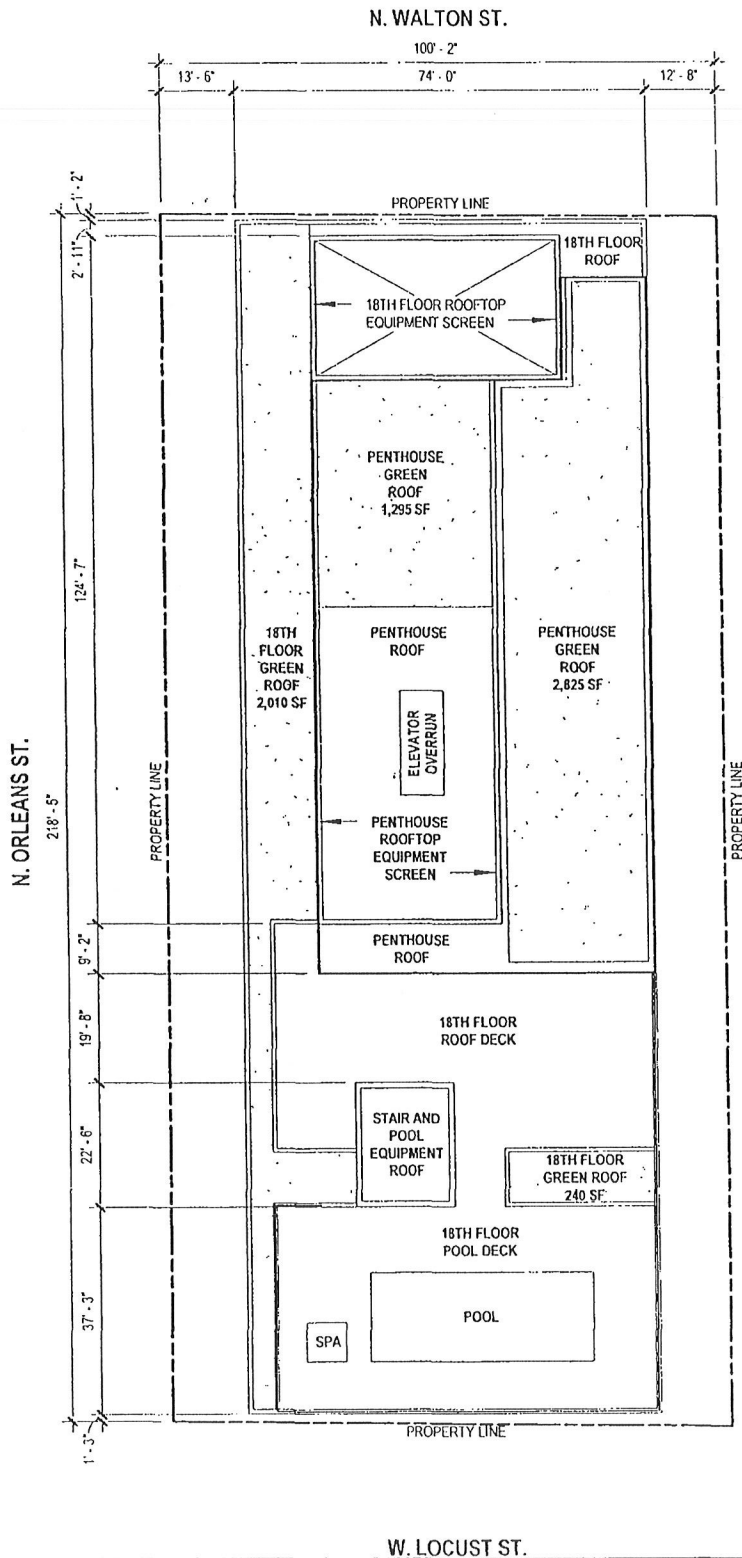 N. WALTON ST.
100' - 2"
13' - 6"
74' - 0"
12' - 8"
1' - 2"
2' - 11"
PROPERTY LINE
18TH FLOOR
ROOF
18TH FLOOR ROOFTOP
EQUIPMENT SCREEN
PENTHOUSE
GREEN
ROOF
1,295 SF
124' - 7"
18TH
FLOOR
GREEN
ROOF
2,010 SF
PENTHOUSE
ROOF
PENTHOUSE
GREEN
ROOF
2,825 SF
ELEVATOR
OVERRUN
N. ORLEANS ST.
218' - 5"
PROPERTY LINE
PROPERTY LINE
PENTHOUSE
ROOFTOP
EQUIPMENT
SCREEN
PENTHOUSE
ROOF
9' - 2"
18TH FLOOR
ROOF DECK
19' - 8"
STAIR AND
POOL
EQUIPMENT
ROOF
22' - 6"
18TH FLOOR
GREEN ROOF
240 SF
18TH FLOOR
POOL DECK
37' - 3"
POOL
SPA
1' - 3"
PROPERTY LINE
W. LOCUST ST.